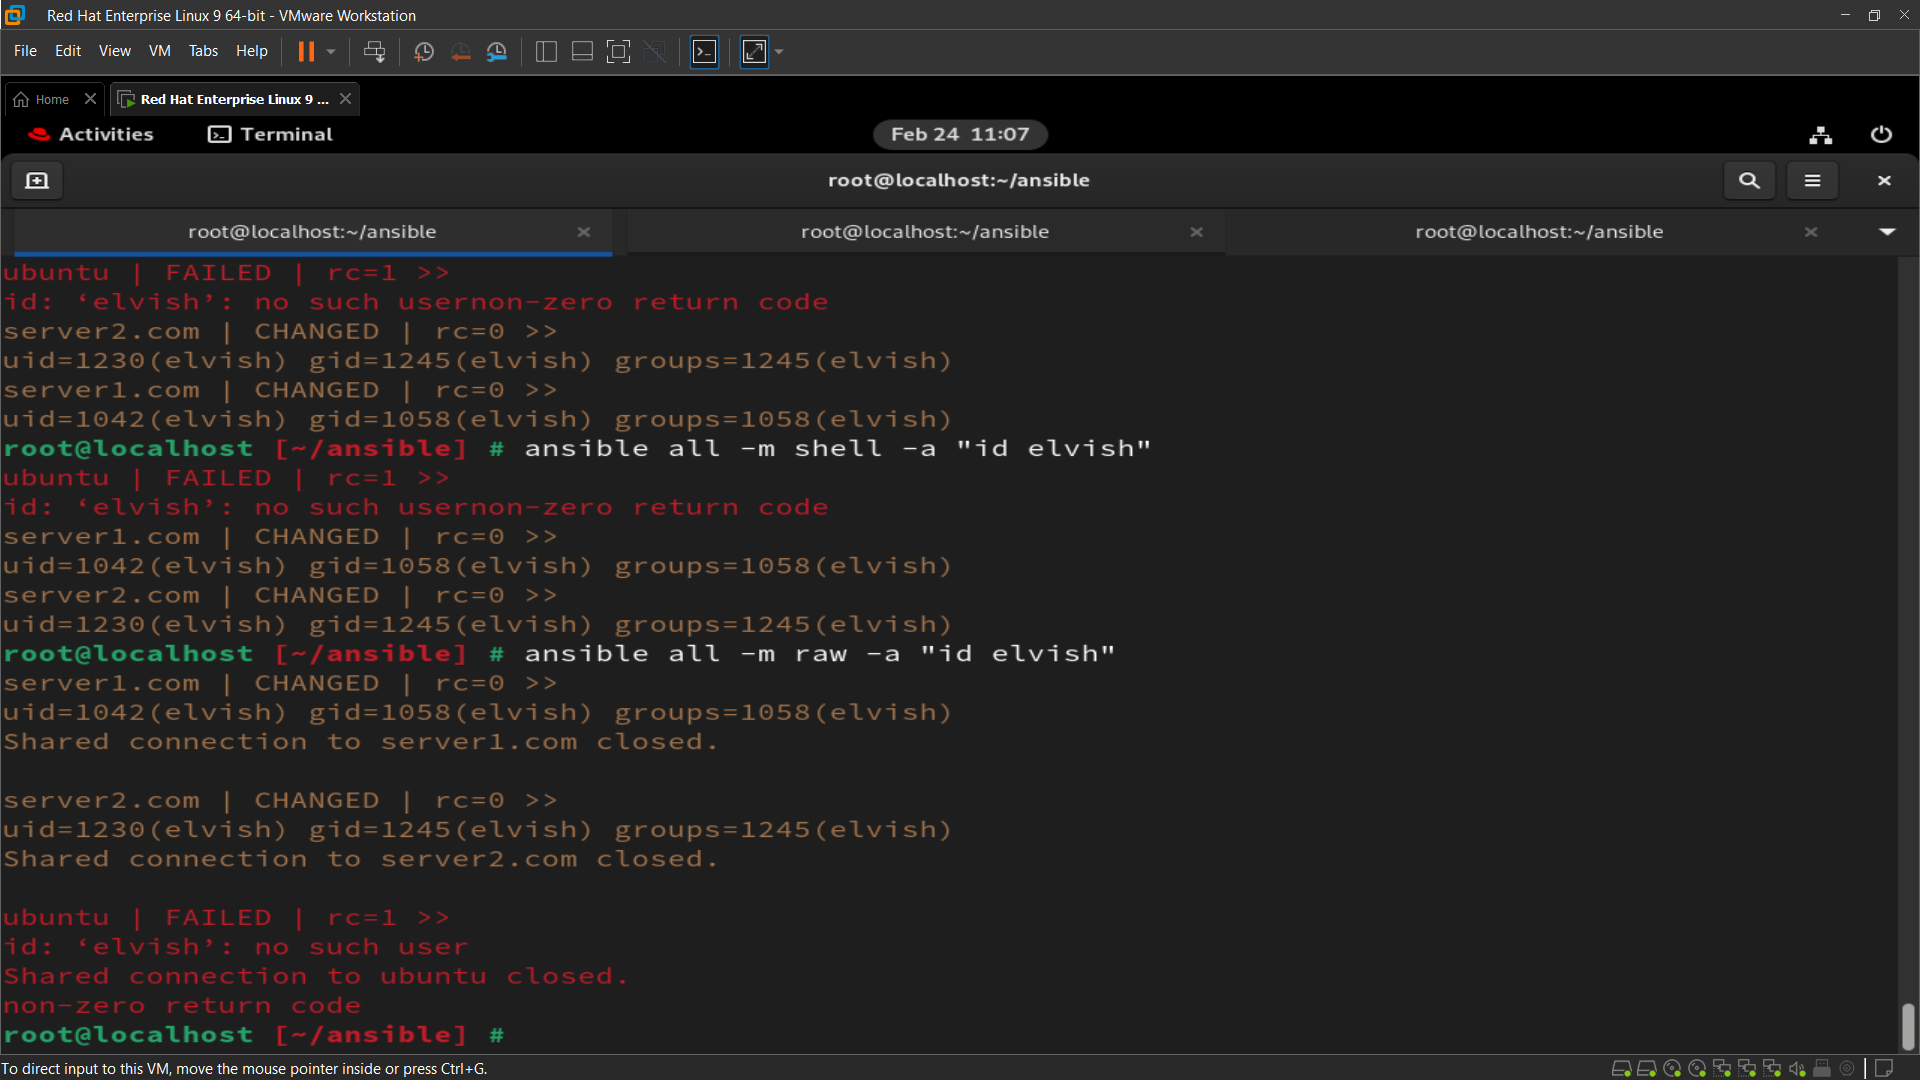 Red Hat Enterprise Linux 9 64-bit - VMware Workstation
File Edit View VM Tabs Help
Home Red Hat Enterprise Linux 9 ...
Activities Terminal Feb 24 11:07
root@localhost:~/ansible
root@localhost:~/ansible root@localhost:~/ansible root@localhost:~/ansible
ubuntu | FAILED | rc=1 >>
id: ‘elvish’: no such usernon-zero return code
server2.com | CHANGED | rc=0 >>
uid=1230(elvish) gid=1245(elvish) groups=1245(elvish)
server1.com | CHANGED | rc=0 >>
uid=1042(elvish) gid=1058(elvish) groups=1058(elvish)
root@localhost [~/ansible] # ansible all -m shell -a "id elvish"
ubuntu | FAILED | rc=1 >>
id: ‘elvish’: no such usernon-zero return code
server1.com | CHANGED | rc=0 >>
uid=1042(elvish) gid=1058(elvish) groups=1058(elvish)
server2.com | CHANGED | rc=0 >>
uid=1230(elvish) gid=1245(elvish) groups=1245(elvish)
root@localhost [~/ansible] # ansible all -m raw -a "id elvish"
server1.com | CHANGED | rc=0 >>
uid=1042(elvish) gid=1058(elvish) groups=1058(elvish)
Shared connection to server1.com closed.
server2.com | CHANGED | rc=0 >>
uid=1230(elvish) gid=1245(elvish) groups=1245(elvish)
Shared connection to server2.com closed.
ubuntu | FAILED | rc=1 >>
id: ‘elvish’: no such user
Shared connection to ubuntu closed.
non-zero return code
root@localhost [~/ansible] #
To direct input to this VM, move the mouse pointer inside or press Ctrl+G.